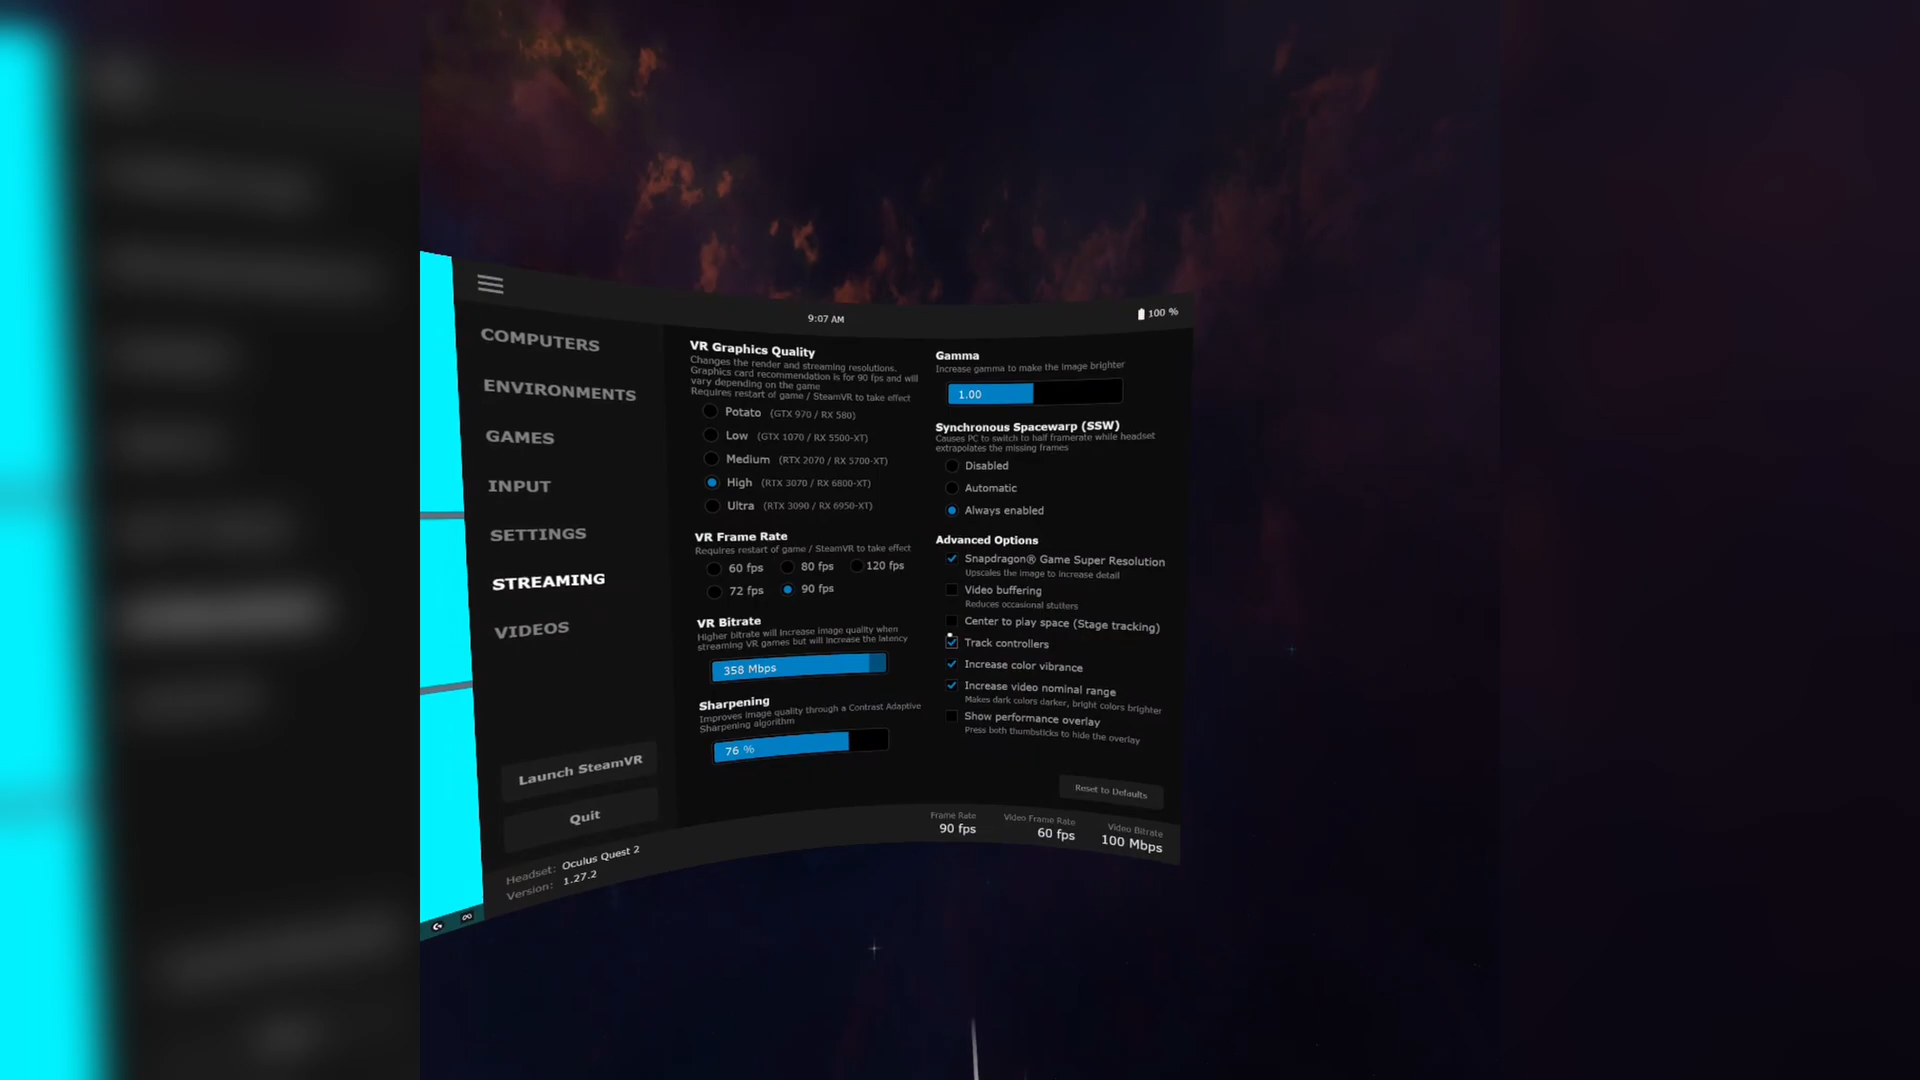 9:07 AM
100 %
COMPUTERS
ENVIRONMENTS
GAMES
INPUT
SETTINGS
STREAMING
VIDEOS
Launch SteamVR
Quit
Headset: Oculus Quest 2
Version: 1.27.2
VR Graphics Quality
Changes the render and streaming resolutions.
Graphics card recommendation is for 90 fps and will
vary depending on the game
Requires restart of game / SteamVR to take effect
Potato (GTX 970 / RX 580)
Low (GTX 1070 / RX 5500-XT)
Medium (RTX 2070 / RX 5700-XT)
High (RTX 3070 / RX 6800-XT)
Ultra (RTX 3090 / RX 6950-XT)
VR Frame Rate
Requires restart of game / SteamVR to take effect
60 fps 80 fps 120 fps
72 fps 90 fps
VR Bitrate
Higher bitrate will increase image quality when
streaming VR games but will increase the latency
358 Mbps
Sharpening
Improves image quality through a Contrast Adaptive
Sharpening algorithm
76 %
Gamma
Increase gamma to make the image brighter
1.00
Synchronous Spacewarp (SSW)
Causes PC to switch to half framerate while headset
extrapolates the missing frames
Disabled
Automatic
Always enabled
Advanced Options
Snapdragon® Game Super Resolution
Upscales the image to increase detail
Video buffering
Reduces occasional stutters
Center to play space (Stage tracking)
Track controllers
Increase color vibrance
Increase video nominal range
Makes dark colors darker, bright colors brighter
Show performance overlay
Press both thumbsticks to hide the overlay
Reset to Defaults
Frame Rate Video Frame Rate Video Bitrate
90 fps 60 fps 100 Mbps